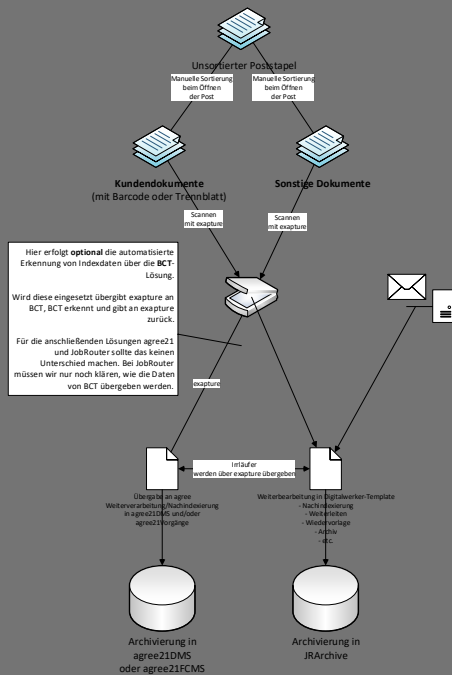 Unsortierter Poststapel
Manuelle Sortierung
beim Öffnen
der Post
Manuelle Sortierung
beim Öffnen
der Post
Kundendokumente
(mit Barcode oder Trennblatt)
Sonstige Dokumente
Scannen
mit exapture
Scannen
mit exapture
Hier erfolgt optional die automatisierte
Erkennung von Indexdaten über die BCT-
Lösung.
Wird diese eingesetzt übergibt exapture an
BCT, BCT erkennt und gibt an exapture
zurück.
Für die anschließenden Lösungen agree21
und JobRouter sollte das keinen
Unterschied machen. Bei JobRouter
müssen wir nur noch klären, wie die Daten
von BCT übergeben werden.
exapture
Irrläufer
werden über exapture übergeben
Übergabe an agree
Weiterverarbeitung/Nachindexierung
in agree21DMS und/oder
agree21Vorgänge
Weiterbearbeitung in Digitalwerker-Template
- Nachindexierung
- Weiterleiten
- Wiedervorlage
- Archiv
- etc.
Archivierung in
agree21DMS
oder agree21FCMS
Archivierung in
JRArchive